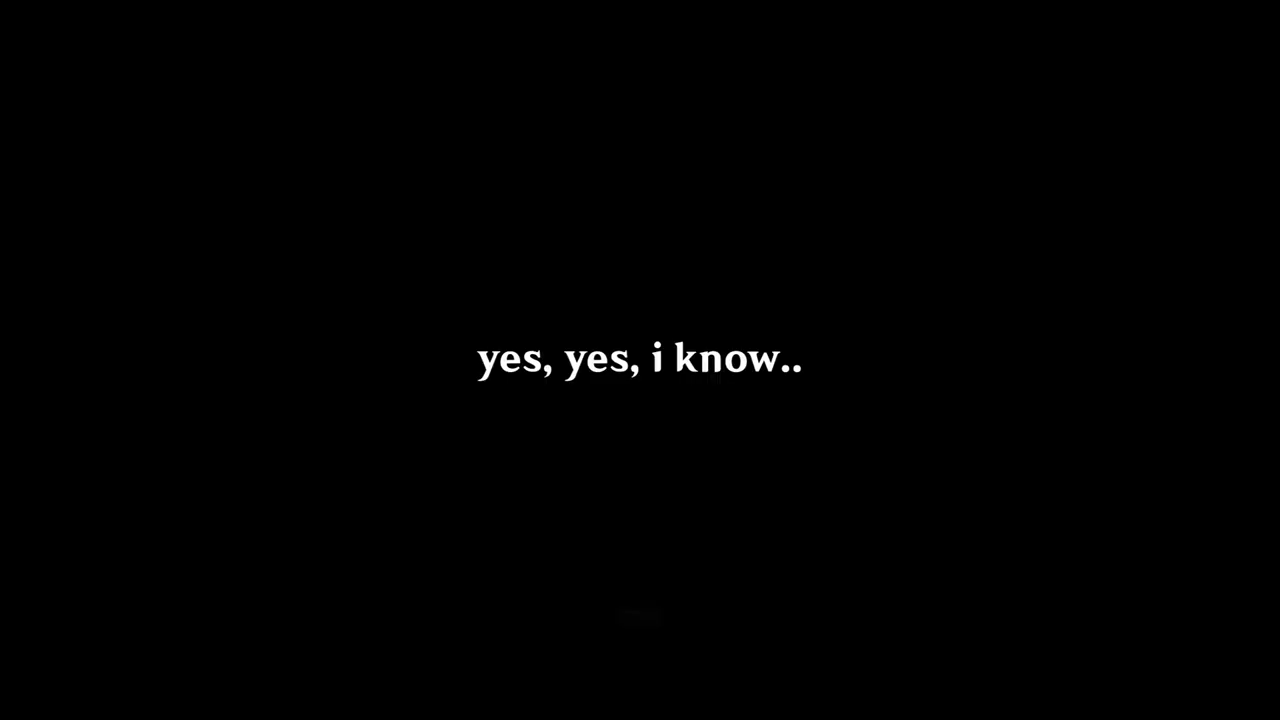 yes, yes, i know..